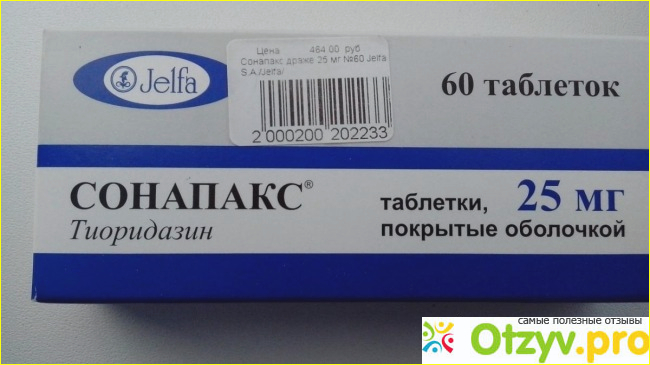 Jelfa
Цена 464.00 руб
Сонапакс драже 25 мг №60 Jelfa
S.A./Jelfa/
2 000200 202233
60 таблеток
СОНАПАКС®
Тиоридазин
таблетки, 25 мг
покрытые оболочкой
самые полезные отзывы
Otzyv.pro